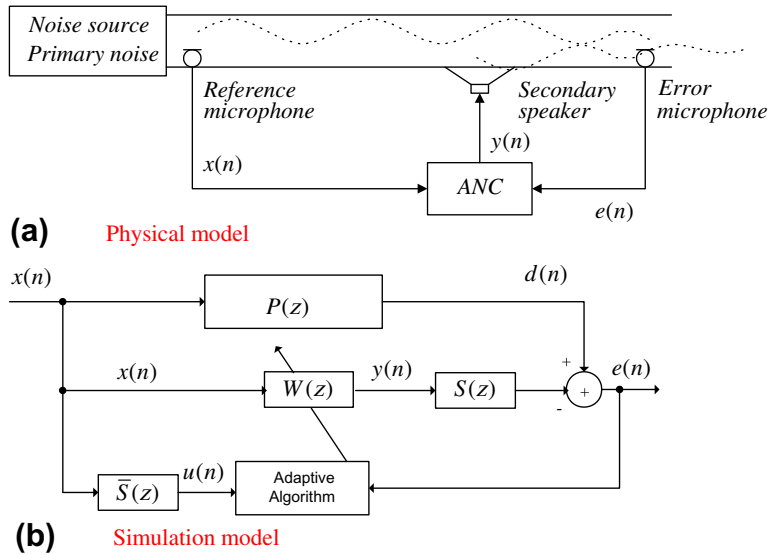 Noise source
Primary noise
Reference
microphone
Secondary
speaker
Error
microphone
x(n)
y(n)
ANC
e(n)
(a)
Physical model
x(n)
d(n)
P(z)
x(n)
W(z)
y(n)
S(z)
+
+
-
e(n)
S̅(z)
u(n)
Adaptive
Algorithm
(b)
Simulation model